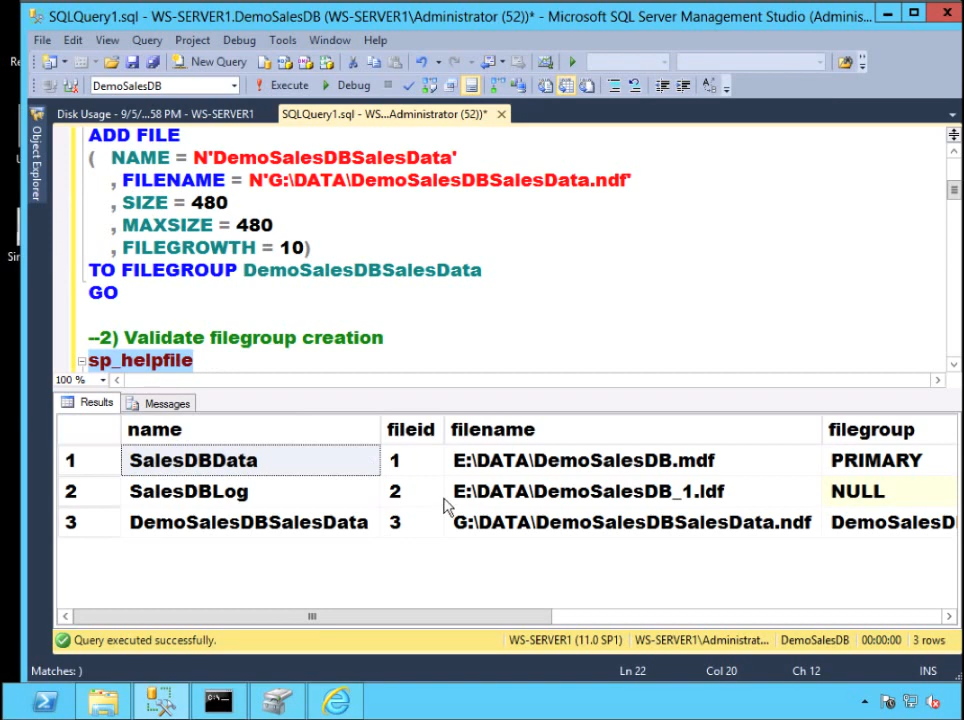 SQLQuery1.sql - WS-SERVER1.DemoSalesDB (WS-SERVER1\Administrator (52))* - Microsoft SQL Server Management Studio (Adminis...
File Edit View Query Project Debug Tools Window Help
New Query
DemoSalesDB Execute Debug
Disk Usage - 9/5/...58 PM - WS-SERVER1 SQLQuery1.sql - WS...Administrator (52))*
Object Explorer
ADD FILE
( NAME = N'DemoSalesDBSalesData'
, FILENAME = N'G:\DATA\DemoSalesDBSalesData.ndf'
, SIZE = 480
, MAXSIZE = 480
, FILEGROWTH = 10)
TO FILEGROUP DemoSalesDBSalesData
GO
--2) Validate filegroup creation
sp_helpfile
100 %
Results Messages
name fileid filename filegroup
1 SalesDBData 1 E:\DATA\DemoSalesDB.mdf PRIMARY
2 SalesDBLog 2 E:\DATA\DemoSalesDB_1.ldf NULL
3 DemoSalesDBSalesData 3 G:\DATA\DemoSalesDBSalesData.ndf DemoSalesD
Query executed successfully. WS-SERVER1 (11.0 SP1) WS-SERVER1\Administrat... DemoSalesDB 00:00:00 3 rows
Matches: ) Ln 22 Col 20 Ch 12 INS